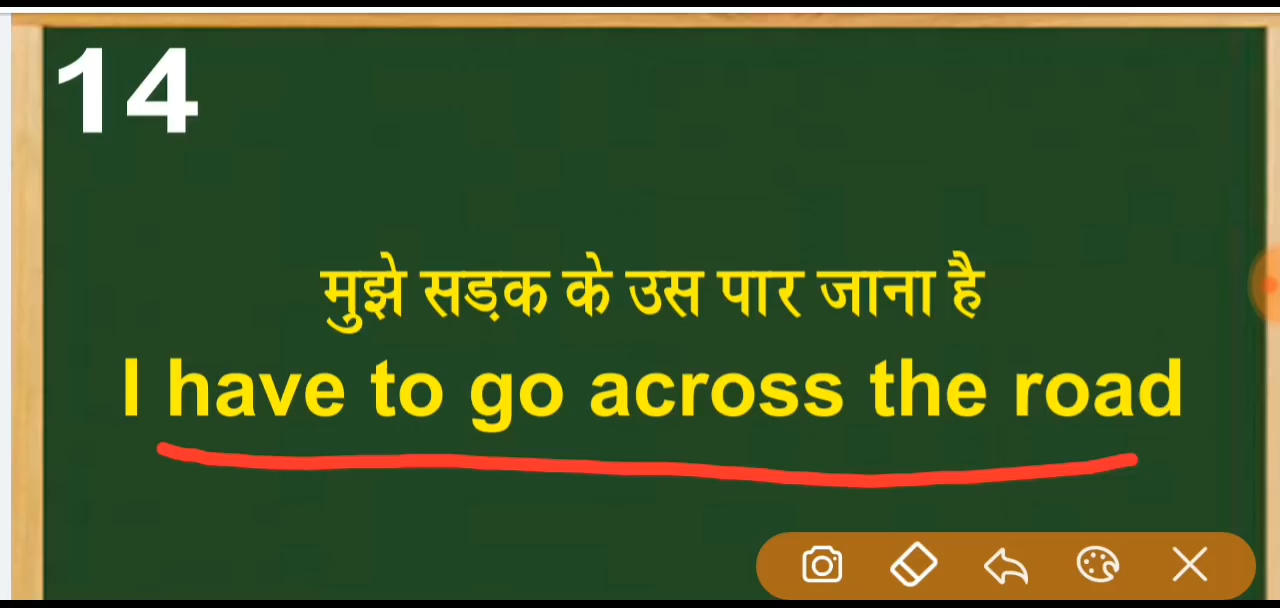 14
मुझे सड़क के उस पार जाना है
I have to go across the road